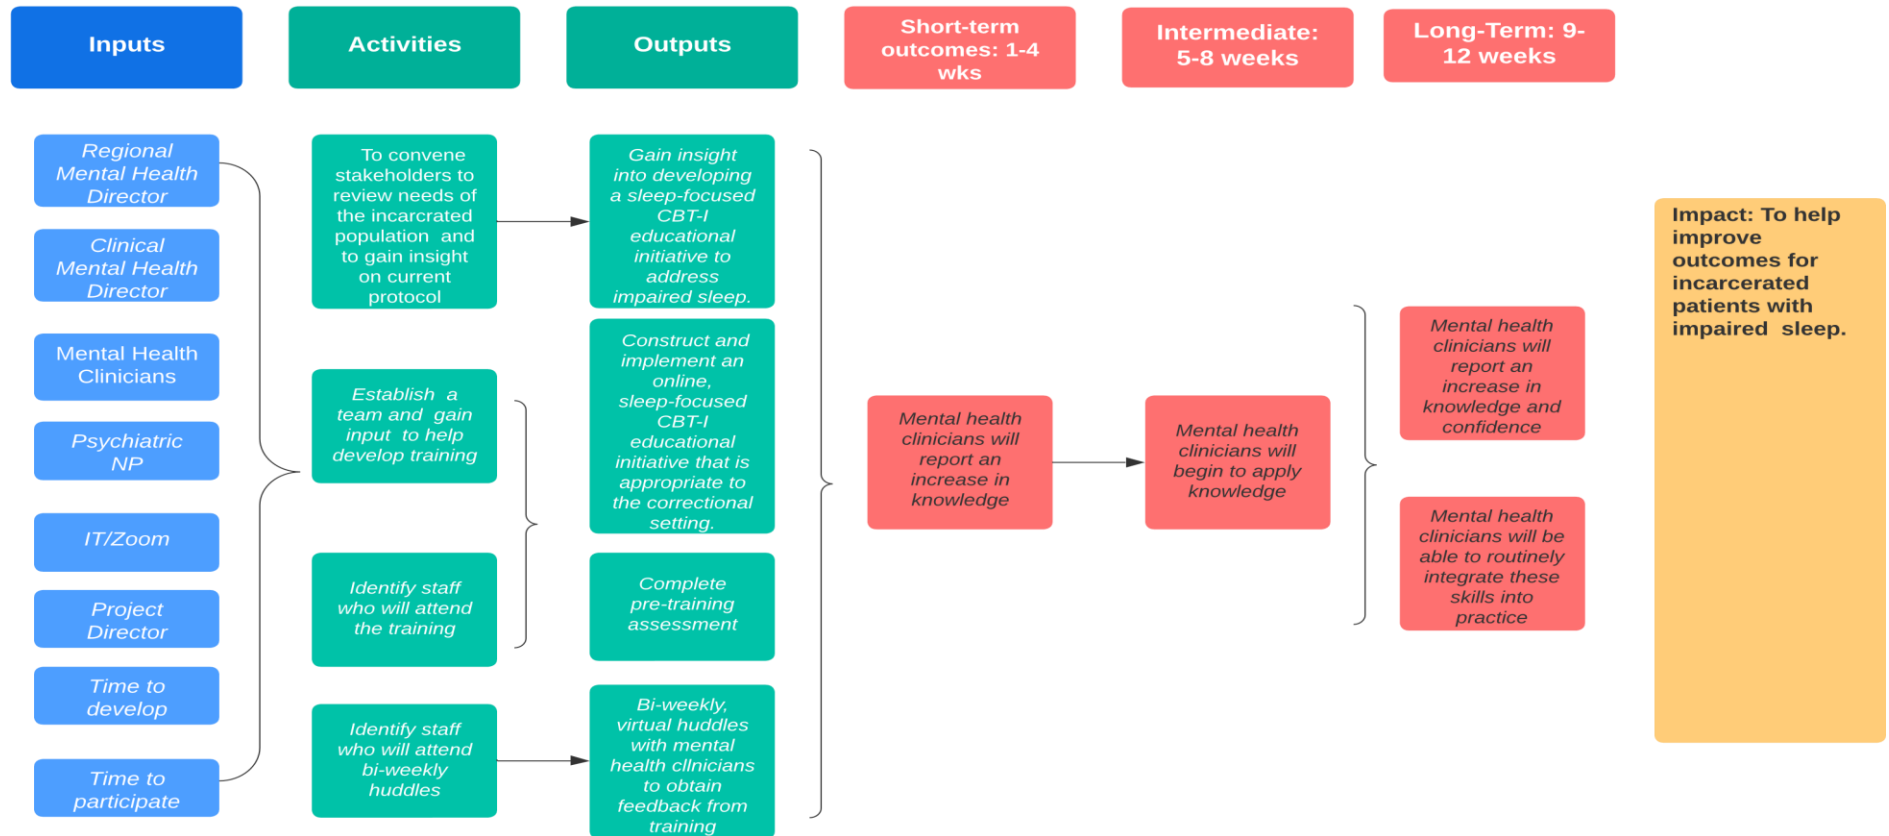 Inputs
Activities
Outputs
Short-term
outcomes: 1-4
wks
Intermediate:
5-8 weeks
Long-Term: 9-
12 weeks
Regional
Mental Health
Director
Clinical
Mental Health
Director
Mental Health
Clinicians
Psychiatric
NP
IT/Zoom
Project
Director
Time to
develop
Time to
participate
To convene
stakeholders to
review needs of
the incarcrated
population and
to gain insight
on current
protocol
Establish a
team and gain
input to help
develop training
Identify staff
who will attend
the training
Identify staff
who will attend
bi-weekly
huddles
Gain insight
into developing
a sleep-focused
CBT-I
educational
initiative to
address
impaired sleep.
Construct and
implement an
online,
sleep-focused
CBT-I
educational
initiative that is
appropriate to
the correctional
setting.
Complete
pre-training
assessment
Bi-weekly,
virtual huddles
with mental
health cllnicians
to obtain
feedback from
training
Mental health
clinicians will
report an
increase in
knowledge
Mental health
clinicians will
begin to apply
knowledge
Mental health
clinicians will
report an
increase in
knowledge and
confidence
Mental health
clinicians will be
able to routinely
integrate these
skills into
practice
Impact: To help
improve
outcomes for
incarcerated
patients with
impaired sleep.